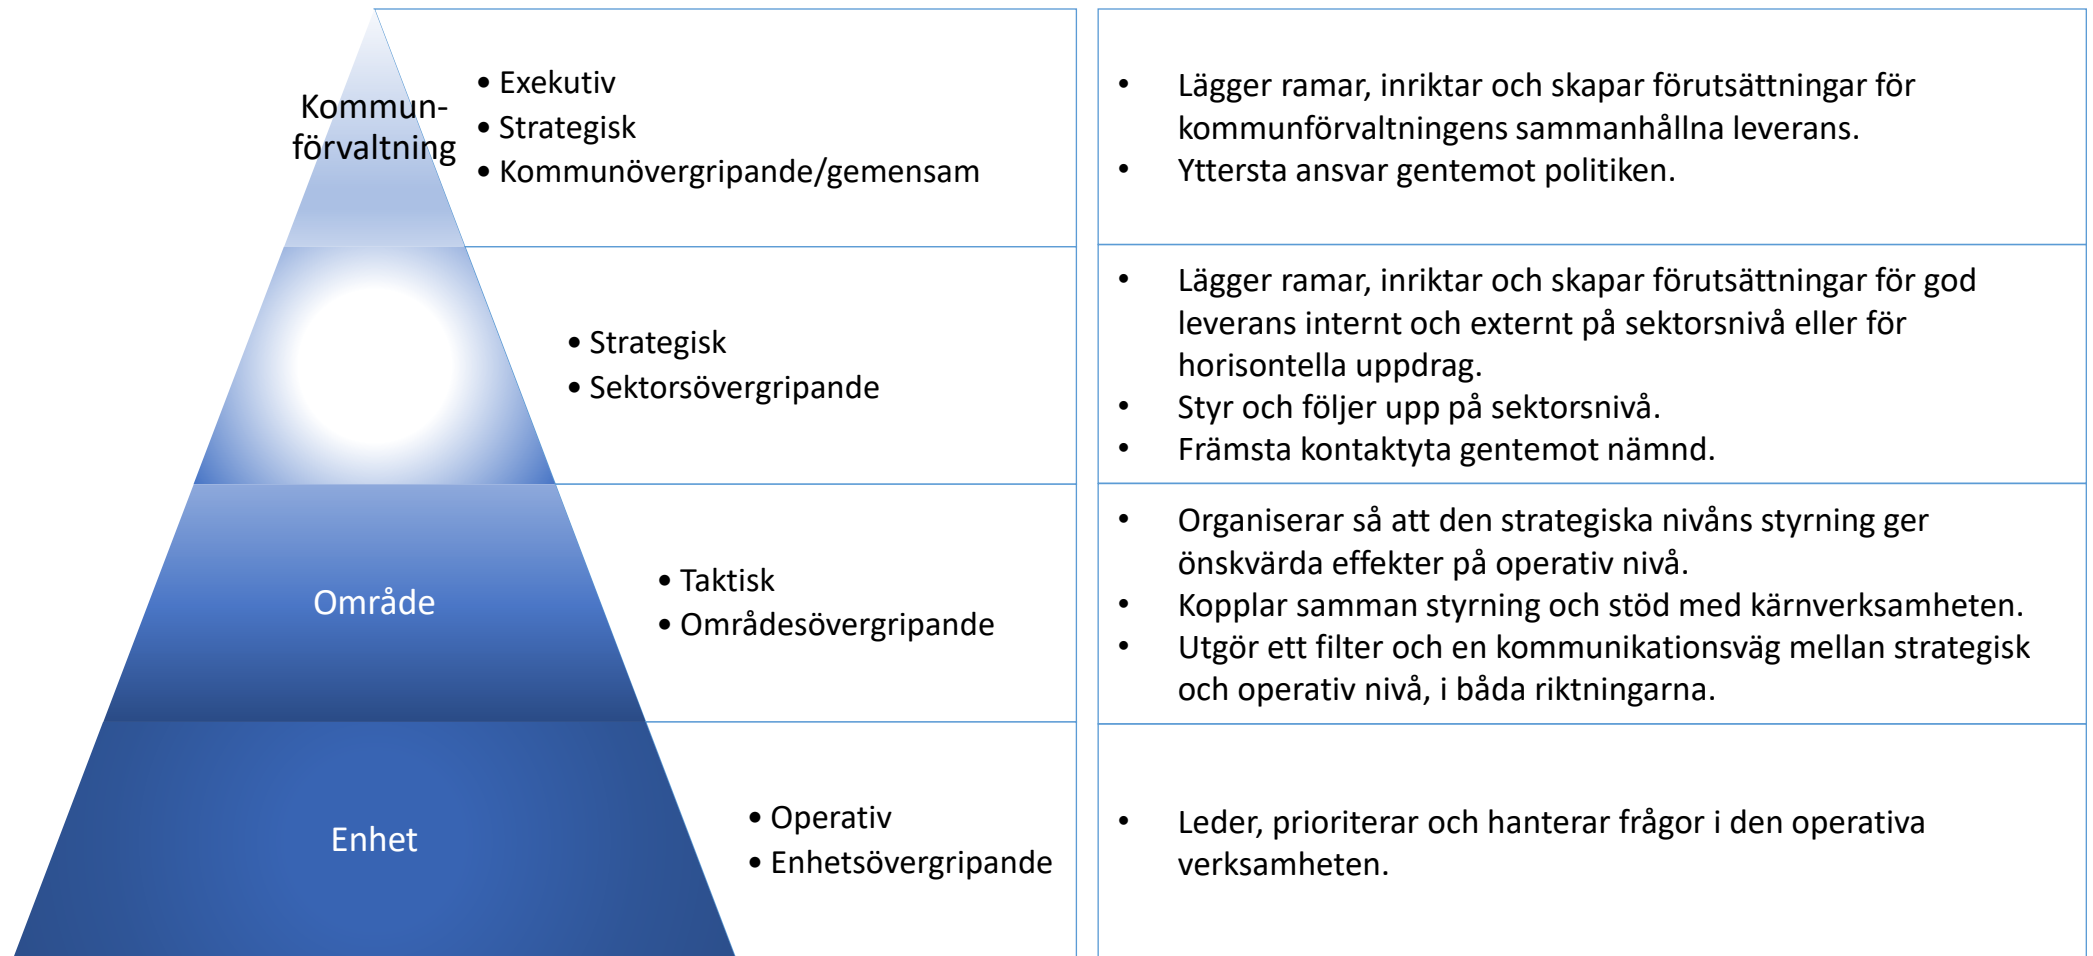 Kommun-
förvaltning
• Exekutiv
• Strategisk
• Kommunövergripande/gemensam
• Lägger ramar, inriktar och skapar förutsättningar för
kommunförvaltningens sammanhållna leverans.
• Yttersta ansvar gentemot politiken.
• Strategisk
• Sektorsövergripande
• Lägger ramar, inriktar och skapar förutsättningar för god
leverans internt och externt på sektorsnivå eller för
horisontella uppdrag.
• Styr och följer upp på sektorsnivå.
• Främsta kontaktyta gentemot nämnd.
Område
• Taktisk
• Områdesövergripande
• Organiserar så att den strategiska nivåns styrning ger
önskvärda effekter på operativ nivå.
• Kopplar samman styrning och stöd med kärnverksamheten.
• Utgör ett filter och en kommunikationsväg mellan strategisk
och operativ nivå, i båda riktningarna.
Enhet
• Operativ
• Enhetsövergripande
• Leder, prioriterar och hanterar frågor i den operativa
verksamheten.